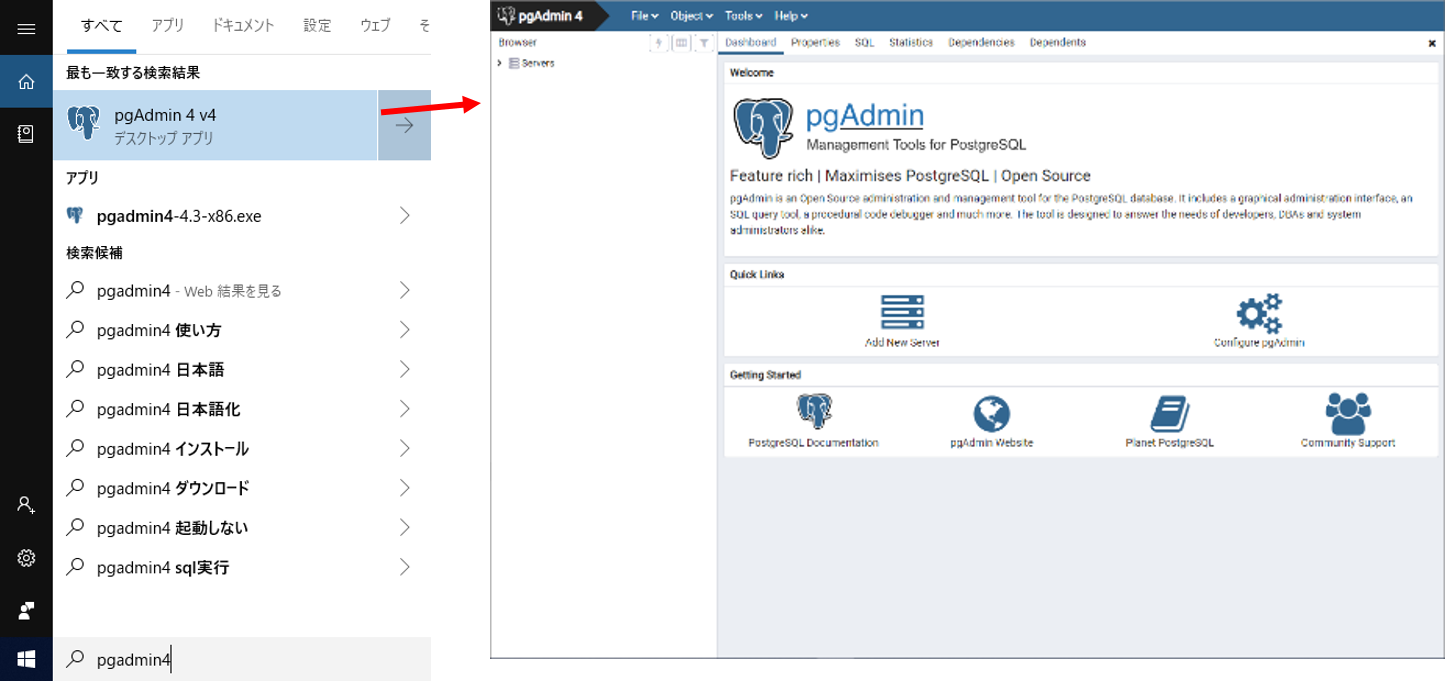 すべて アプリ ドキュメント 設定 ウェブ そ
最も一致する検索結果
pgAdmin 4 v4
デスクトップ アプリ
アプリ
pgadmin4-4.3-x86.exe
検索候補
pgadmin4 - Web 結果を見る
pgadmin4 使い方
pgadmin4 日本語
pgadmin4 日本語化
pgadmin4 インストール
pgadmin4 ダウンロード
pgadmin4 起動しない
pgadmin4 sql実行
pgadmin4
pgAdmin 4 File Object Tools Help
Browser
Servers
Dashboard Properties SQL Statistics Dependencies Dependents
Welcome
pgAdmin
Management Tools for PostgreSQL
Feature rich | Maximises PostgreSQL | Open Source
pgAdmin is an Open Source administration and management tool for the PostgreSQL database. It includes a graphical administration interface, an
SQL query tool, a procedural code debugger and much more. The tool is designed to answer the needs of developers, DBAs and system
administrators alike.
Quick Links
Add New Server Configure pgAdmin
Getting Started
PostgreSQL Documentation pgAdmin Website Planet PostgreSQL Community Support